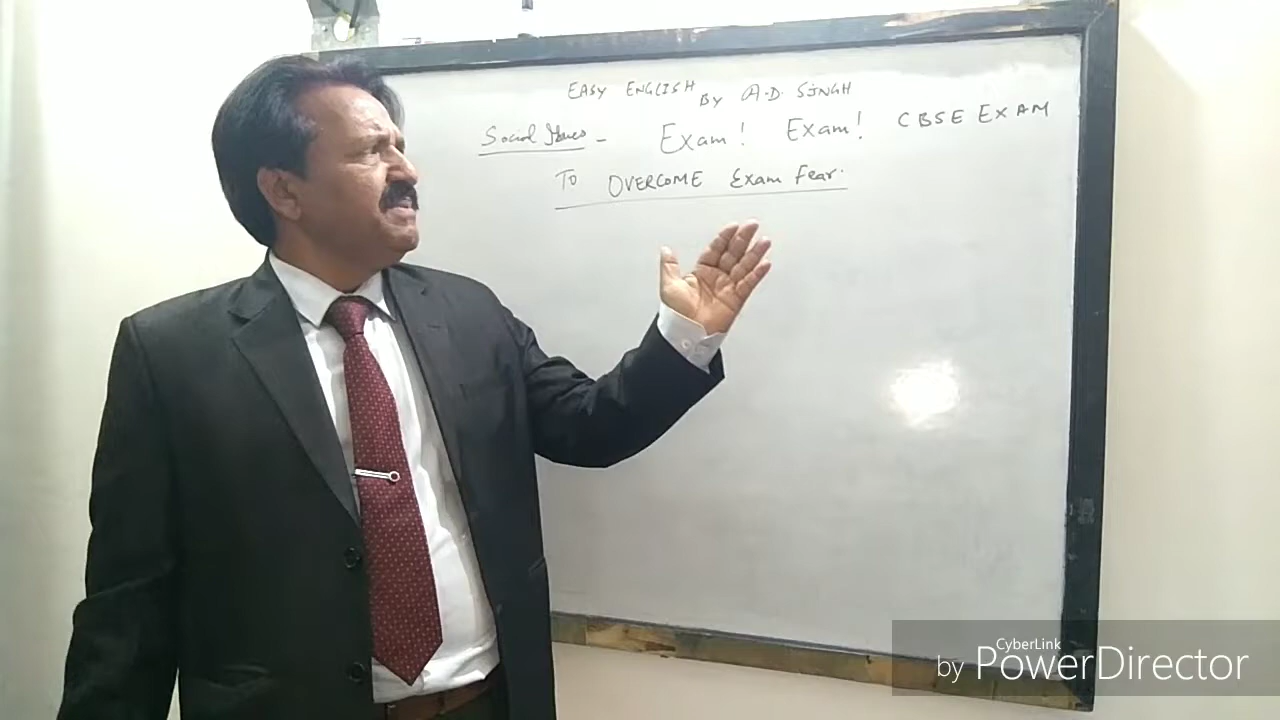 EASY ENGLISH BY A.D. SINGH
Social Issues - Exam! Exam! CBSE EXAM
TO OVERCOME Exam Fear.
CyberLink
by PowerDirector